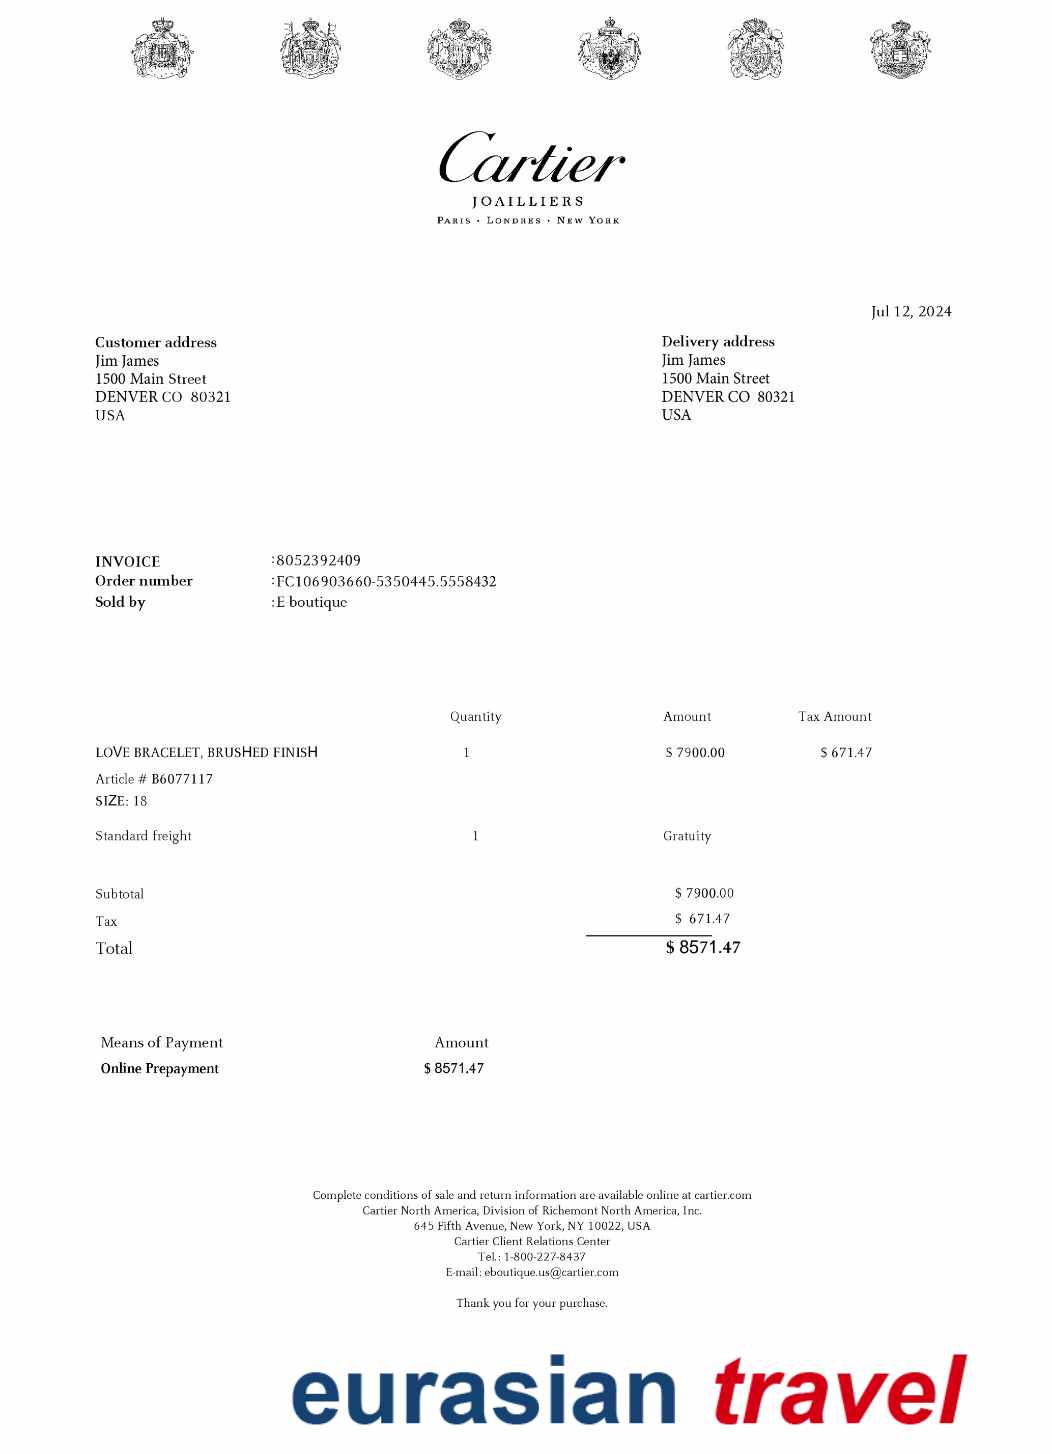 Cartier
JOAILLIERS
PARIS · LONDRES · NEW YORK
Jul 12, 2024
Customer address
Jim James
1500 Main Street
DENVER CO 80321
USA
Delivery address
Jim James
1500 Main Street
DENVER CO 80321
USA
INVOICE :8052392409
Order number :FC106903660-5350445.5558432
Sold by :E boutique
Quantity Amount Tax Amount
LOVE BRACELET, BRUSHED FINISH 1 $ 7900.00 $ 671.47
Article # B6077117
SIZE: 18
Standard freight 1 Gratuity
Subtotal $ 7900.00
Tax $ 671.47
Total $ 8571.47
Means of Payment Amount
Online Prepayment $ 8571.47
Complete conditions of sale and return information are available online at cartier.com
Cartier North America, Division of Richemont North America, Inc.
645 Fifth Avenue, New York, NY 10022, USA
Cartier Client Relations Center
Tel.: 1-800-227-8437
E-mail: eboutique.us@cartier.com
Thank you for your purchase.
eurasian travel